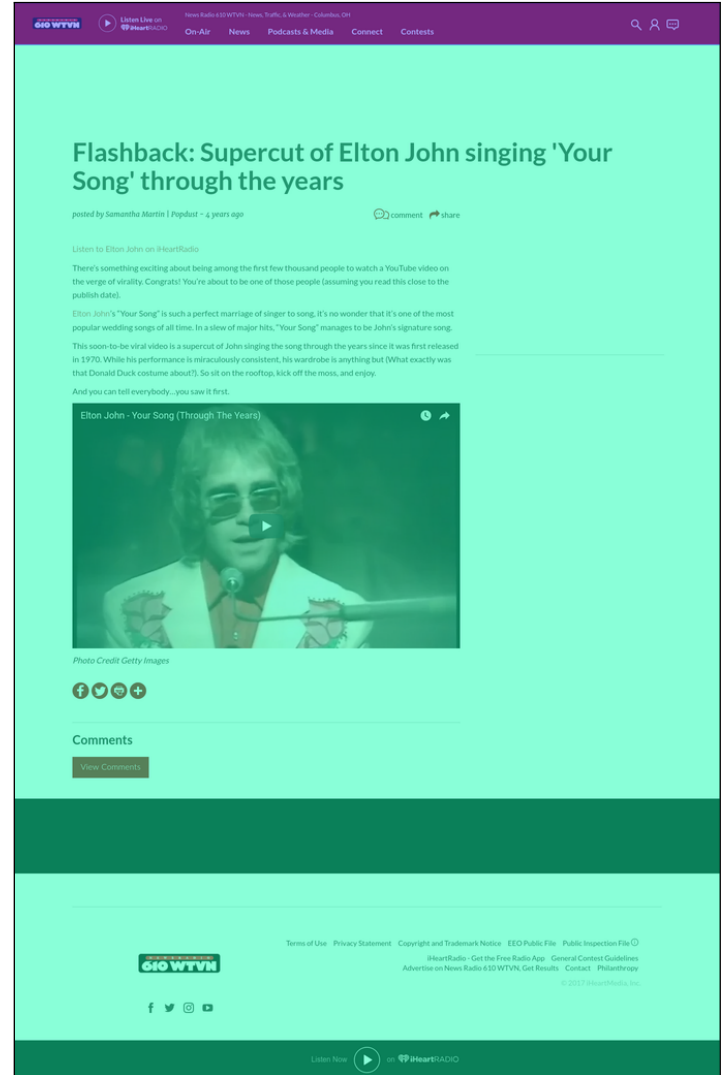 610 WTVN
Listen Live on
iHeartRADIO
News Radio 610 WTVN - News, Traffic, & Weather - Columbus, OH
On-Air News Podcasts & Media Connect Contests
Flashback: Supercut of Elton John singing 'Your
Song' through the years
posted by Samantha Martin | Popdust - 4 years ago
comment share
Listen to Elton John on iHeartRadio
There's something exciting about being among the first few thousand people to watch a YouTube video on
the verge of virality. Congrats! You're about to be one of those people (assuming you read this close to the
publish date).
Elton John's "Your Song" is such a perfect marriage of singer to song, it's no wonder that it's one of the most
popular wedding songs of all time. In a slew of major hits, "Your Song" manages to be John's signature song.
This soon-to-be viral video is a supercut of John singing the song through the years since it was first released
in 1970. While his performance is miraculously consistent, his wardrobe is anything but (What exactly was
that Donald Duck costume about?). So sit on the rooftop, kick off the moss, and enjoy.
And you can tell everybody...you saw it first.
Elton John - Your Song (Through The Years)
Photo Credit Getty Images
Comments
View Comments
610 WTVN
Terms of Use Privacy Statement Copyright and Trademark Notice EEO Public File Public Inspection File
iHeartRadio - Get the Free Radio App General Contest Guidelines
Advertise on News Radio 610 WTVN, Get Results Contact Philanthropy
© 2017 iHeartMedia, Inc.
Listen Now on iHeartRADIO